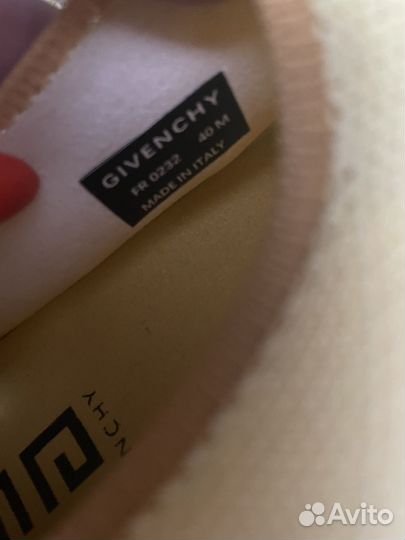 GIVENCHY
FR 0232 40 M
MADE IN ITALY
NCHY
Avito